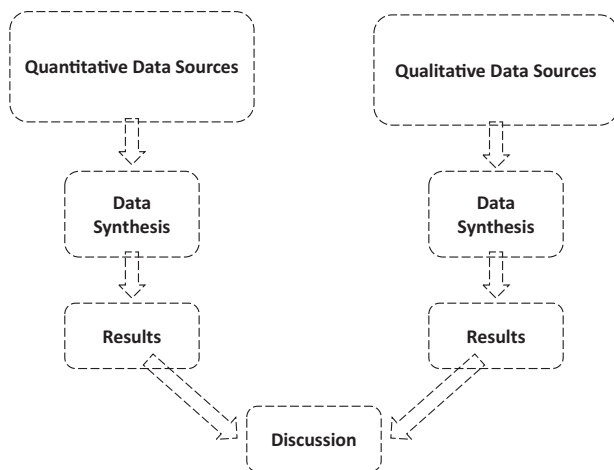 Quantitative Data Sources
Qualitative Data Sources
Data
Synthesis
Data
Synthesis
Results
Results
Discussion